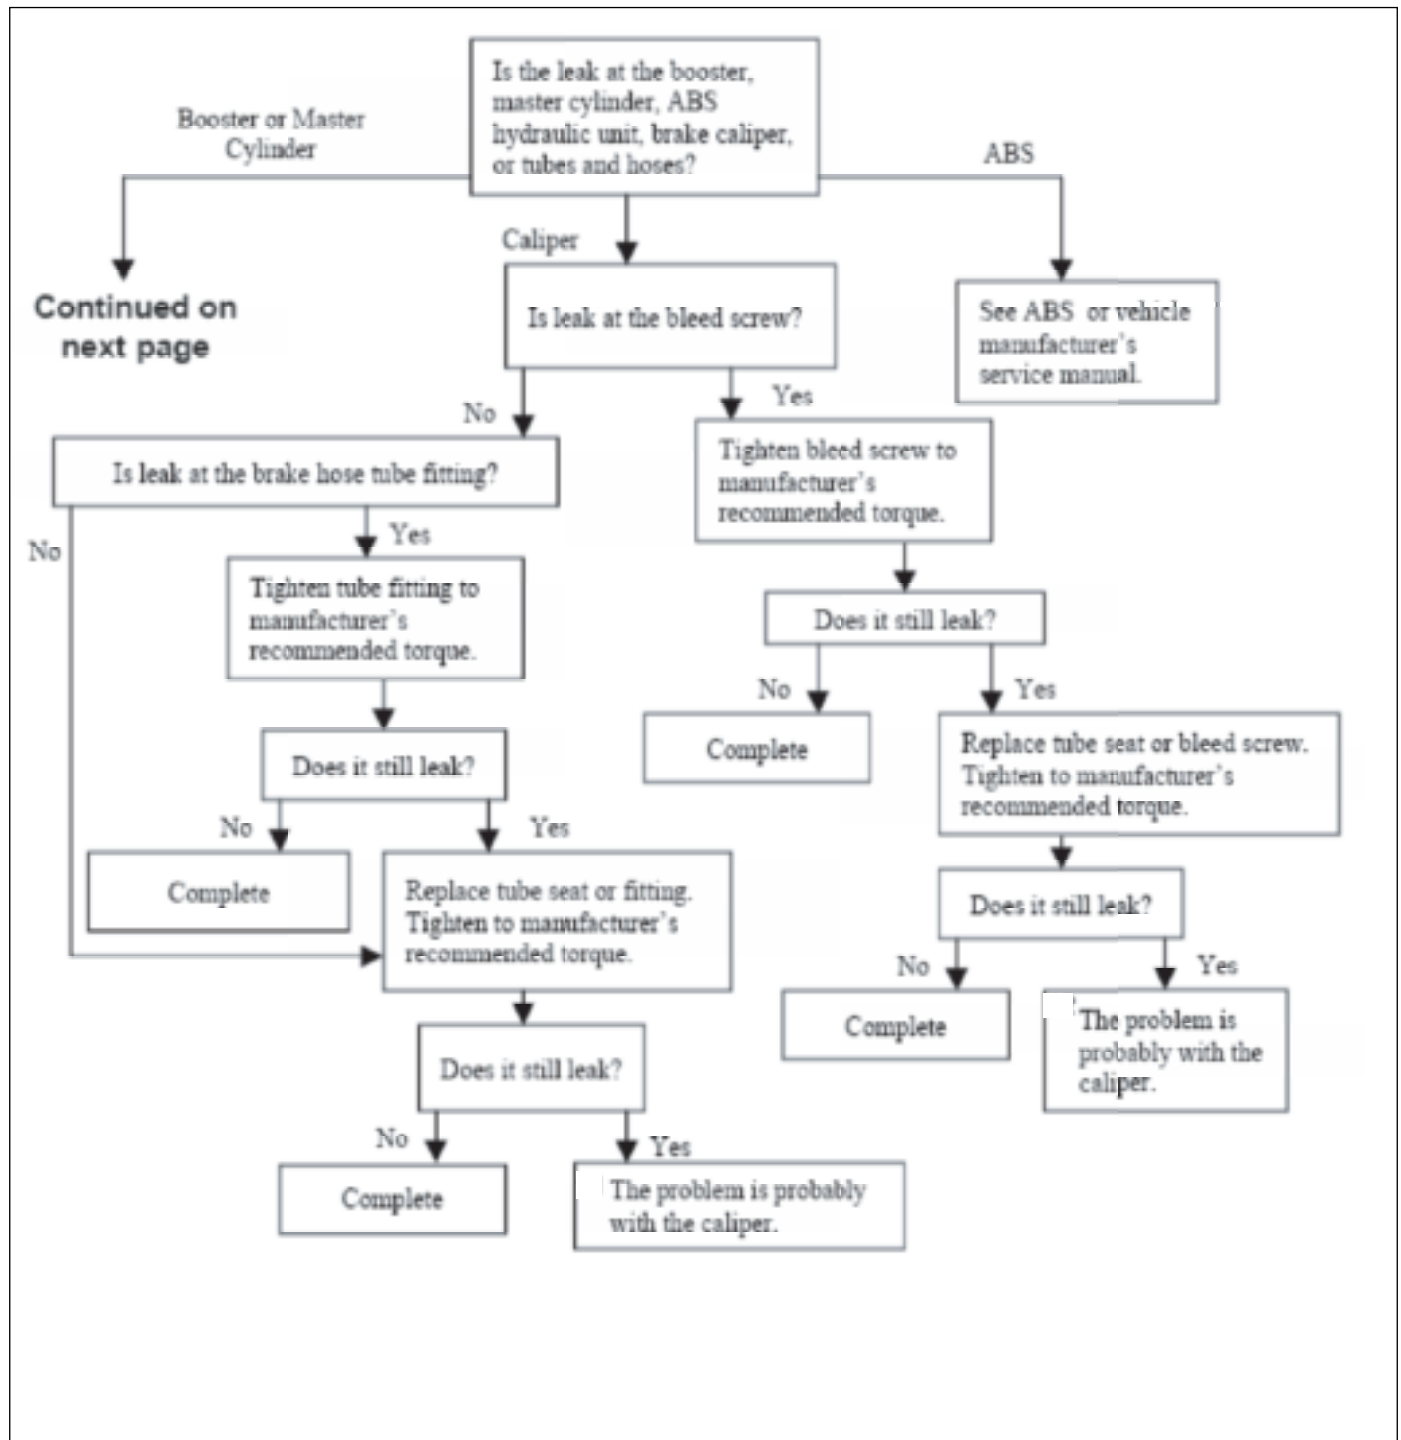 Is the leak at the booster,
master cylinder, ABS
hydraulic unit, brake caliper,
or tubes and hoses?
Booster or Master
Cylinder
ABS
Caliper
Continued on
next page
Is leak at the bleed screw?
See ABS or vehicle
manufacturer's
service manual.
No
Yes
Is leak at the brake hose tube fitting?
Tighten bleed screw to
manufacturer's
recommended torque.
No
Yes
Tighten tube fitting to
manufacturer's
recommended torque.
Does it still leak?
No
Yes
Does it still leak?
Complete
Replace tube seat or bleed screw.
Tighten to manufacturer's
recommended torque.
No
Yes
Complete
Replace tube seat or fitting.
Tighten to manufacturer's
recommended torque.
Does it still leak?
No
Yes
Complete
The problem is
probably with the
caliper.
Does it still leak?
No
Yes
Complete
The problem is probably
with the caliper.